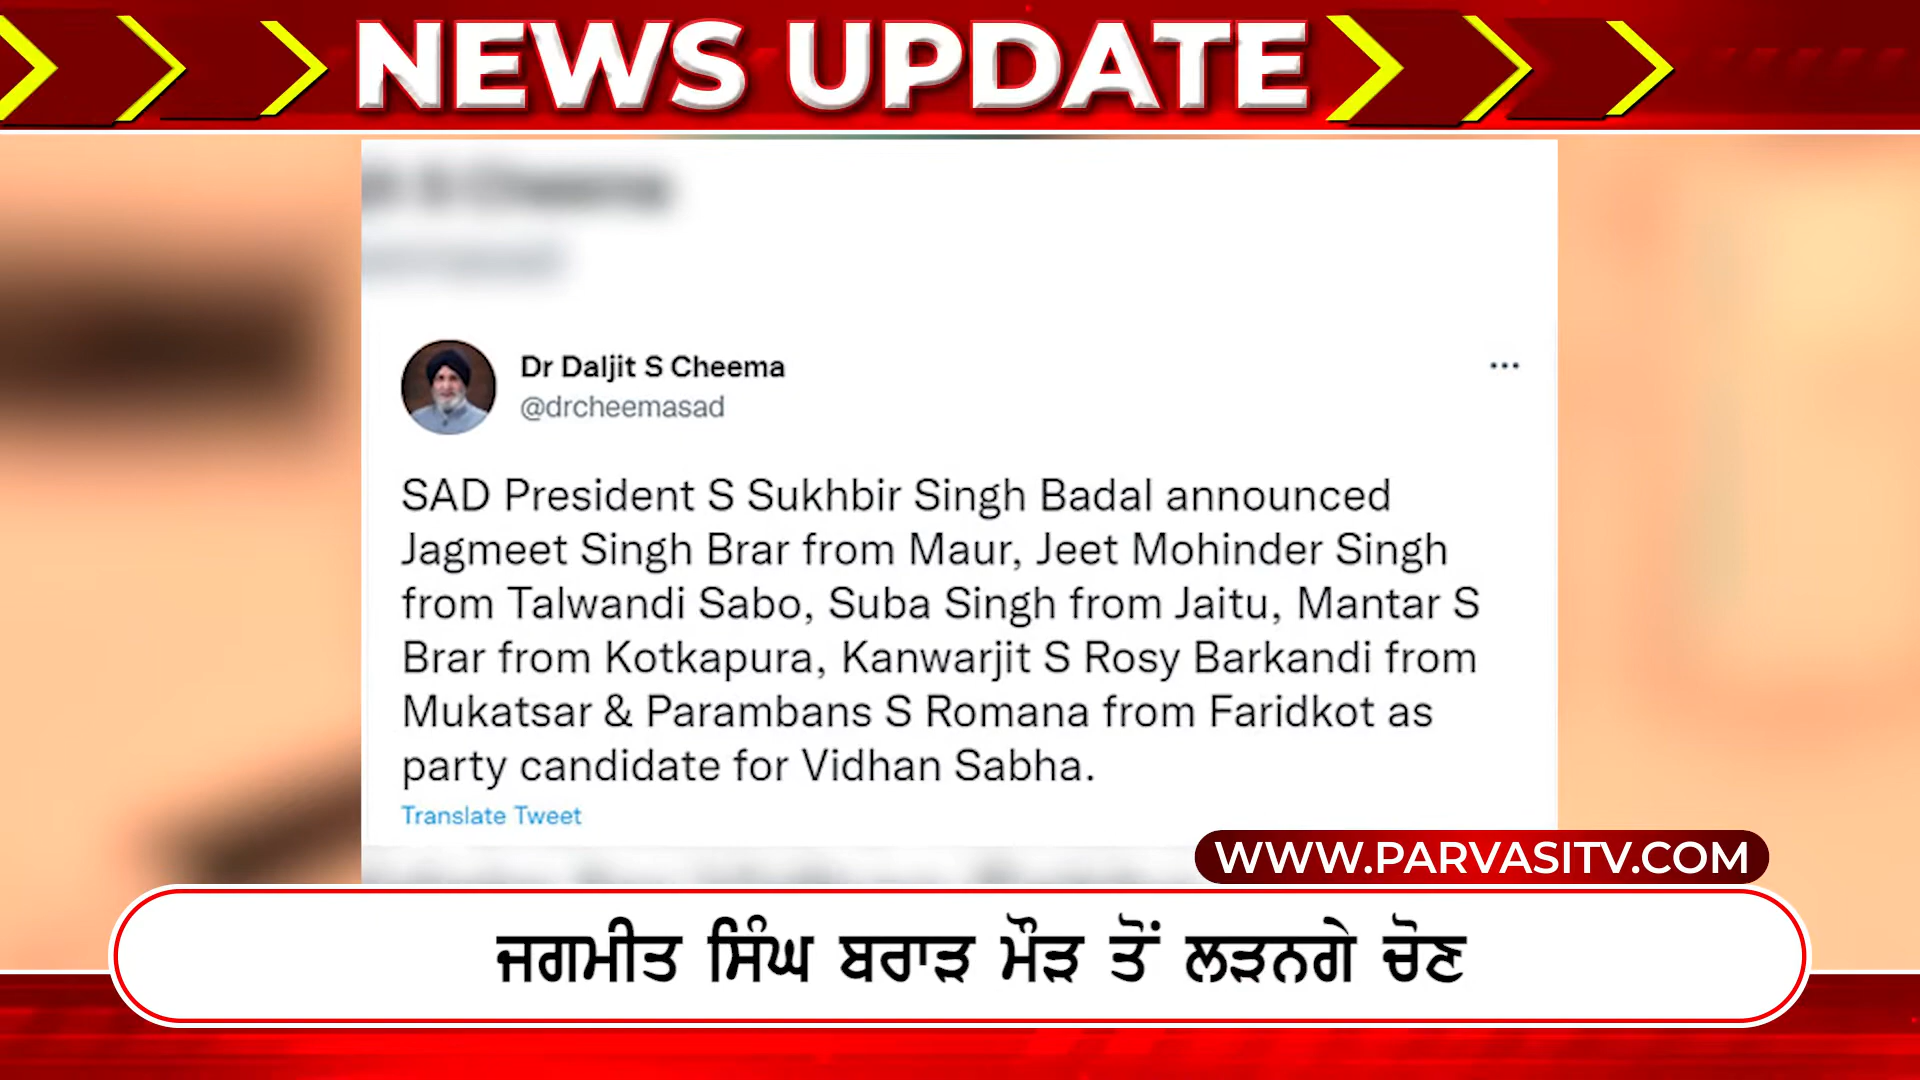 NEWS UPDATE
Cheema
Dr Daljit S Cheema
@drcheemasad
SAD President S Sukhbir Singh Badal announced
Jagmeet Singh Brar from Maur, Jeet Mohinder Singh
from Talwandi Sabo, Suba Singh from Jaitu, Mantar S
Brar from Kotkapura, Kanwarjit S Rosy Barkandi from
Mukatsar & Parambans S Romana from Faridkot as
party candidate for Vidhan Sabha.
Translate Tweet
WWW.PARVASITV.COM
ਜਗਮੀਤ ਸਿੰਘ ਬਰਾੜ ਮੌੜ ਤੋਂ ਲੜਨਗੇ ਚੋਣ